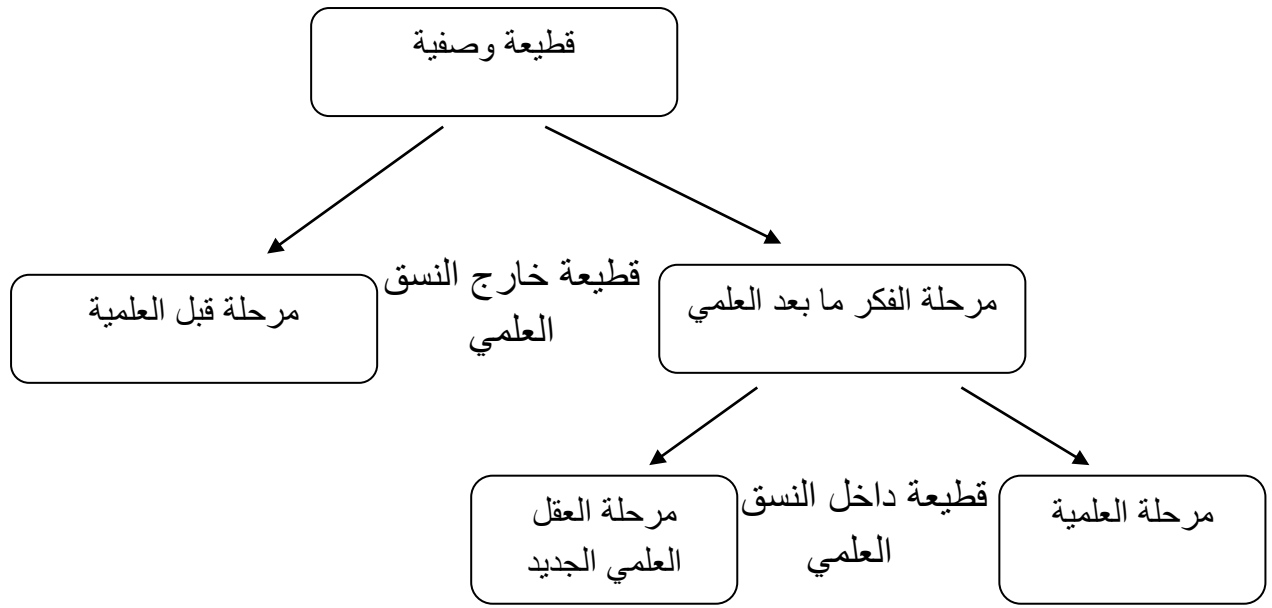 قطيعة وصفية
مرحلة الفكر ما بعد العلمي
قطيعة خارج النسق
العلمي
مرحلة قبل العلمية
مرحلة العلمية
قطيعة داخل النسق
العلمي
مرحلة العقل
العلمي الجديد